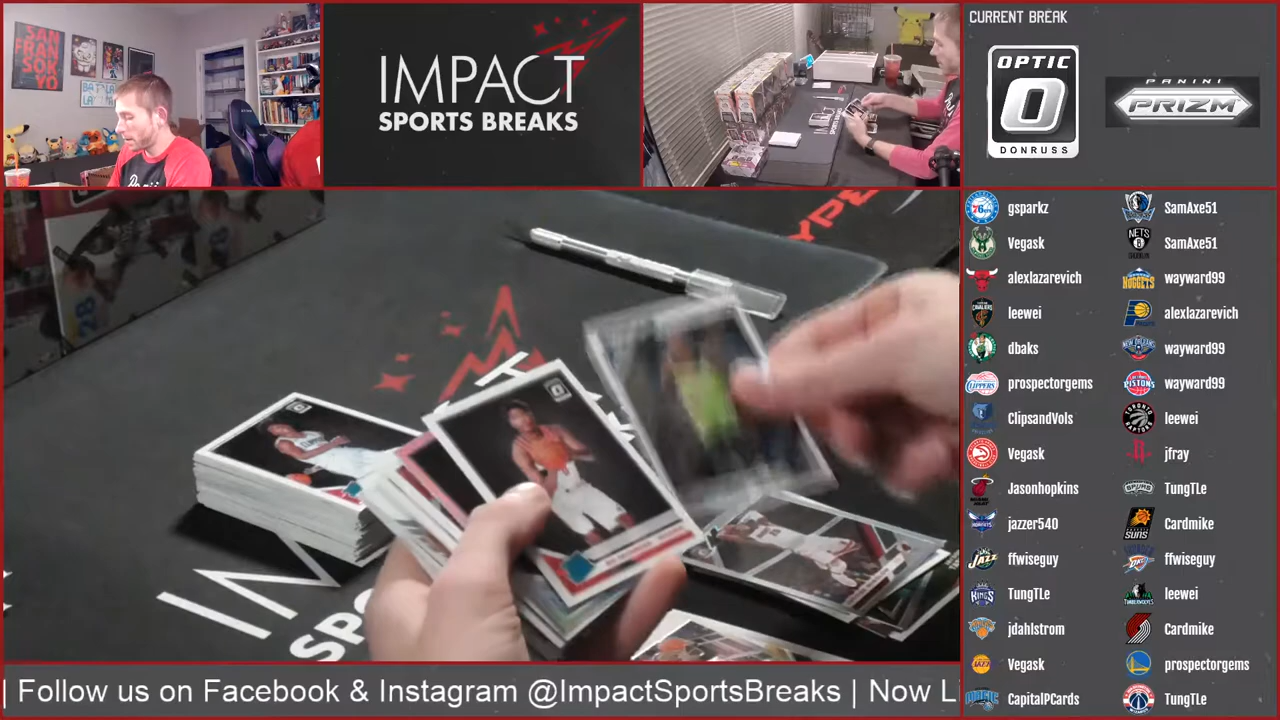 SAN
FRAN
SOK
YO
IMPACT
SPORTS BREAKS
CURRENT BREAK
OPTIC
O
DONRUSS
PANINI
PRIZM
gsparkz
SamAxe51
Vegask
SamAxe51
alexlazarevich
wayward99
leewei
alexlazarevich
dbaks
wayward99
prospectorgems
wayward99
ClipsandVols
leewei
Vegask
jfray
Jasonhopkins
TungTLe
jazzer540
Cardmike
ffwiseguy
ffwiseguy
TungTLe
leewei
jdahlstrom
Cardmike
Vegask
prospectorgems
CapitalPCards
TungTLe
| Follow us on Facebook & Instagram @ImpactSportsBreaks | Now L